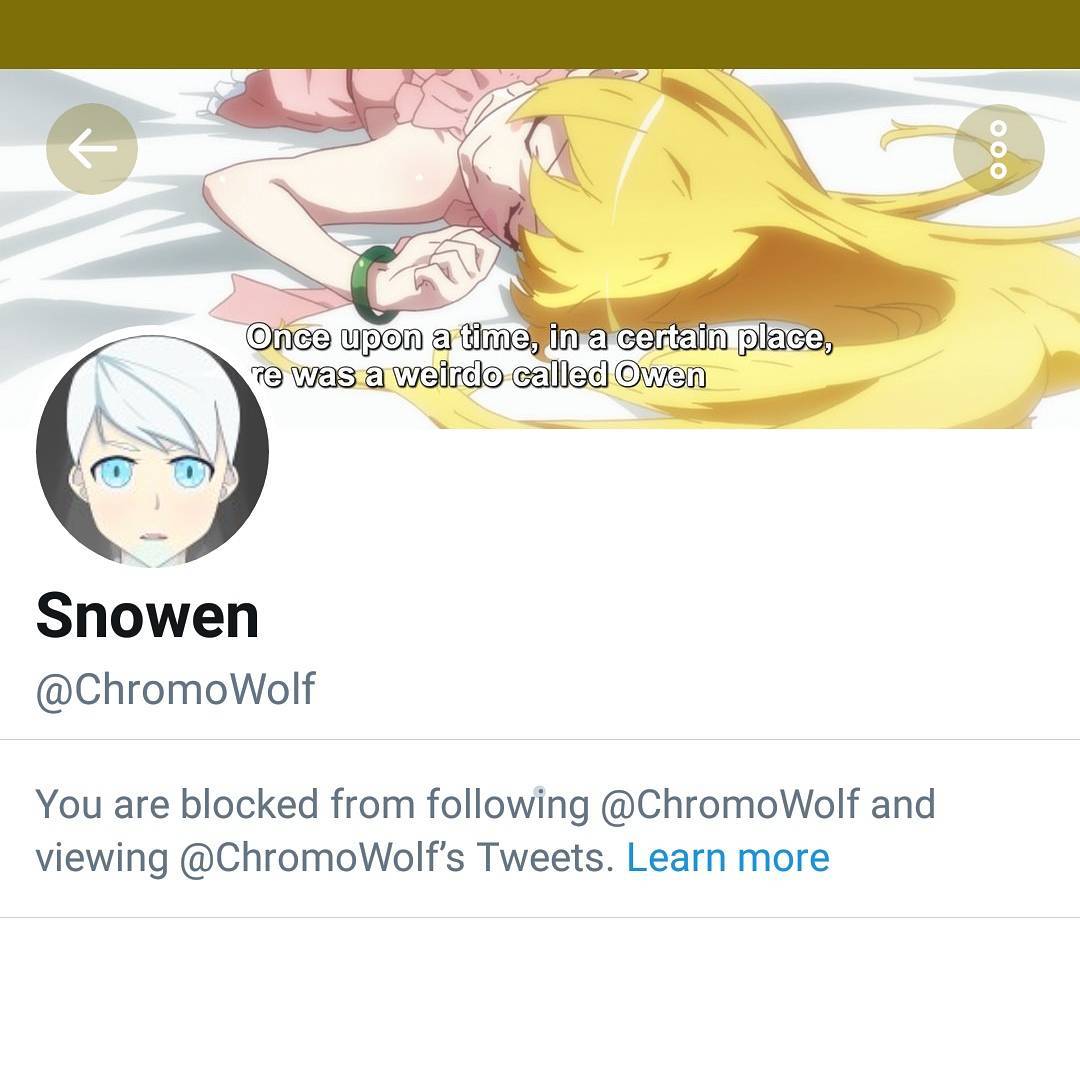 Once upon a time, in a certain place,
re was a weirdo called Owen
Snowen
@ChromoWolf
You are blocked from following @ChromoWolf and
viewing @ChromoWolf’s Tweets. Learn more